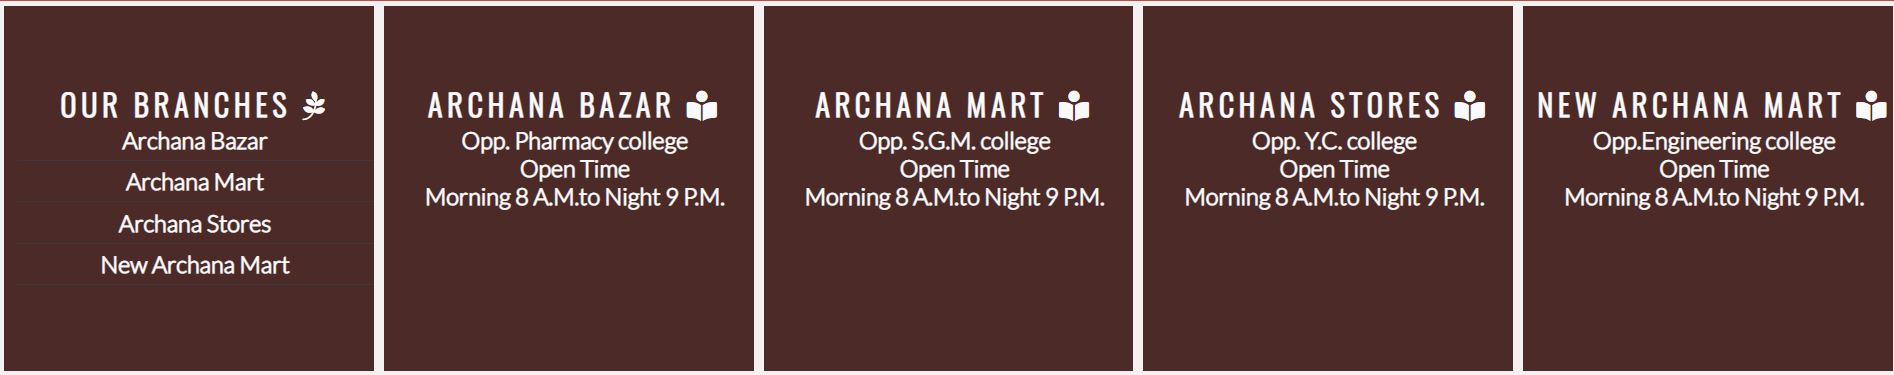 OUR BRANCHES
Archana Bazar
Archana Mart
Archana Stores
New Archana Mart
ARCHANA BAZAR
Opp. Pharmacy college
Open Time
Morning 8 A.M.to Night 9 P.M.
ARCHANA MART
Opp. S.G.M. college
Open Time
Morning 8 A.M.to Night 9 P.M.
ARCHANA STORES
Opp. Y.C. college
Open Time
Morning 8 A.M.to Night 9 P.M.
NEW ARCHANA MART
Opp.Engineering college
Open Time
Morning 8 A.M.to Night 9 P.M.